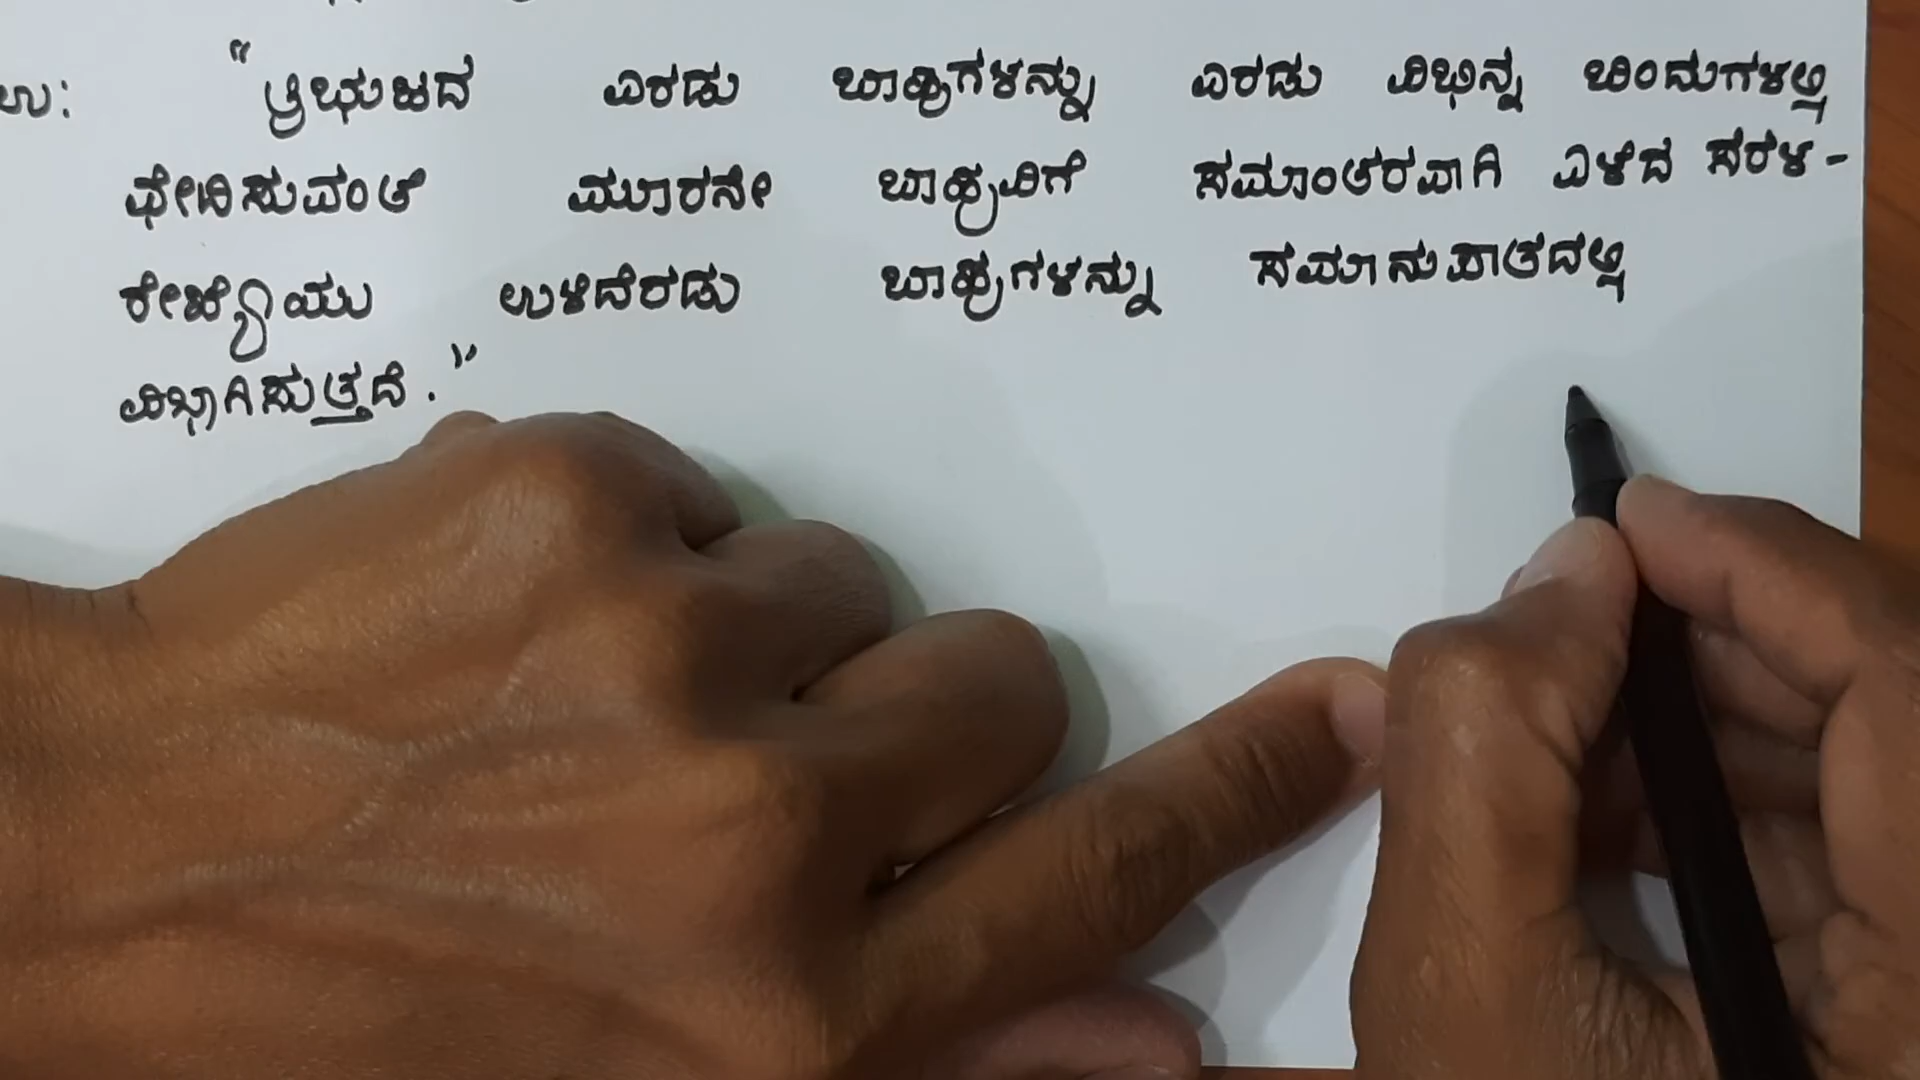 ಉ: "ತ್ರಿಭುಜದ ಎರಡು ಬಾಹುಗಳನ್ನು ಎರಡು ವಿಭಿನ್ನ ಬಿಂದುಗಳಲ್ಲಿ
ಛೇದಿಸುವಂತೆ ಮೂರನೇ ಬಾಹುವಿಗೆ ಸಮಾಂತರವಾಗಿ ಎಳೆದ ಸರಳ-
ರೇಖೆಯು ಉಳಿದೆರಡು ಬಾಹುಗಳನ್ನು ಸಮಾನುಪಾತದಲ್ಲಿ
ವಿಭಾಗಿಸುತ್ತದೆ."